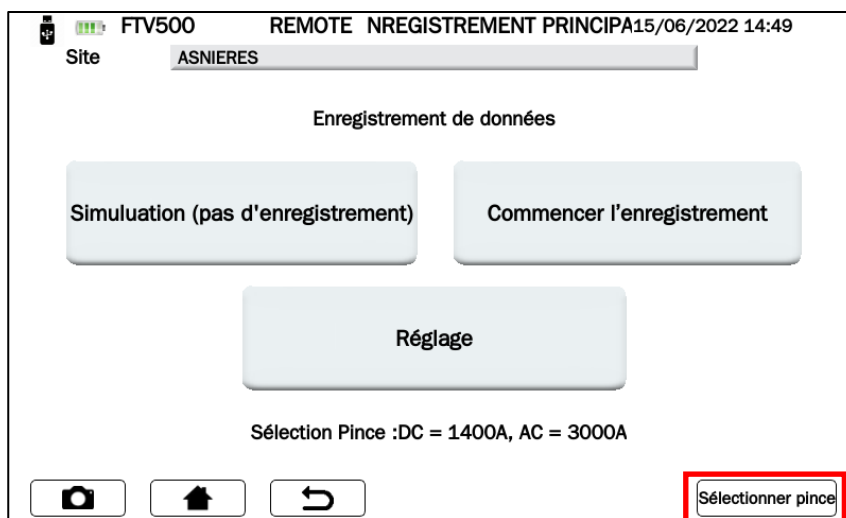 FTV500 REMOTE NREGISTREMENT PRINCIPA15/06/2022 14:49
Site ASNIERES
Enregistrement de données
Simuluation (pas d'enregistrement) Commencer l’enregistrement
Réglage
Sélection Pince :DC = 1400A, AC = 3000A
Sélectionner pince